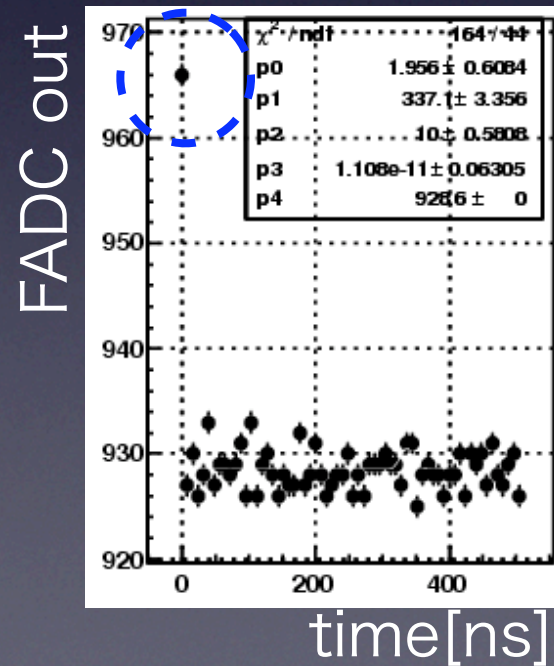 FADC out
970
960
950
940
930
920
χ² / ndf 164 / 44
p0 1.956 ± 0.6084
p1 337.1 ± 3.356
p2 10 ± 0.5808
p3 1.108e-11 ± 0.06305
p4 928.6 ± 0
0 200 400
time[ns]